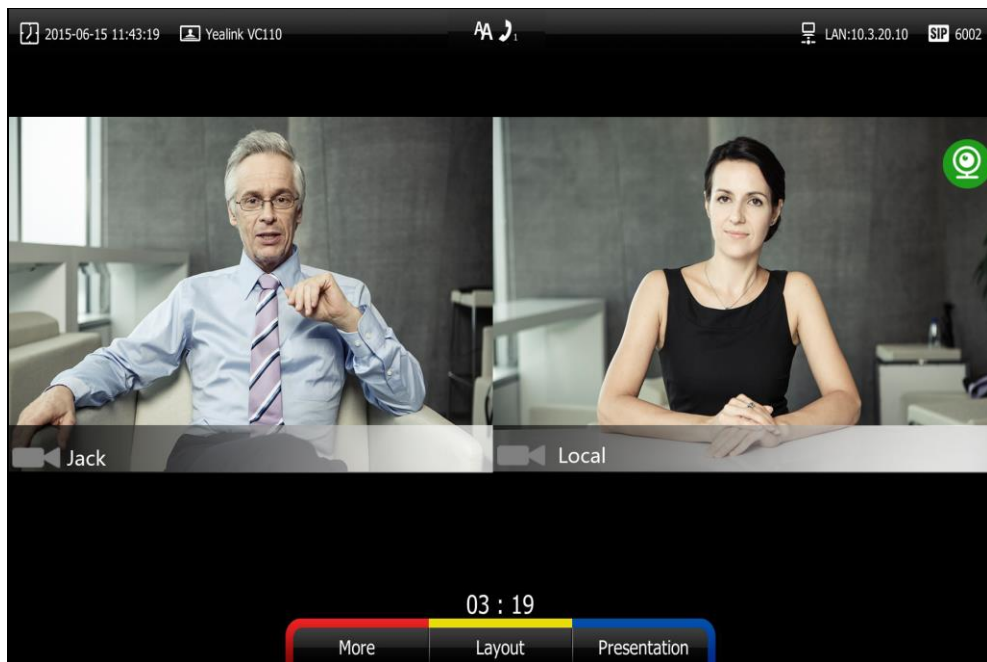 2015-06-15 11:43:19 Yealink VC110 AA 1 LAN:10.3.20.10 SIP 6002
Jack Local
03 : 19
More Layout Presentation